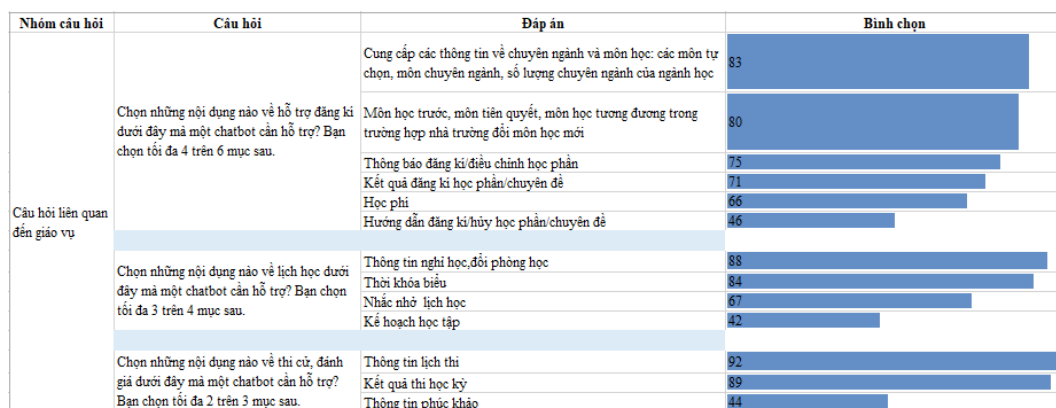 Nhóm câu hỏi Câu hỏi Đáp án Bình chọn
Câu hỏi liên quan
đến giáo vụ
Chọn những nội dụng nào về hỗ trợ đăng kí
dưới đây mà một chatbot cần hỗ trợ? Bạn
chọn tối đa 4 trên 6 mục sau.
Cung cấp các thông tin về chuyên ngành và môn học: các môn tự
chọn, môn chuyên ngành, số lượng chuyên ngành của ngành học
83
Môn học trước, môn tiên quyết, môn học tương đương trong
trường hợp nhà trường đổi môn học mới
80
Thông báo đăng kí/điều chỉnh học phần 75
Kết quả đăng kí học phần/chuyên đề 71
Học phí 66
Hướng dẫn đăng kí/hủy học phần/chuyên đề 46
Chọn những nội dụng nào về lịch học dưới
đây mà một chatbot cần hỗ trợ? Bạn chọn
tối đa 3 trên 4 mục sau.
Thông tin nghỉ học,đổi phòng học 88
Thời khóa biểu 84
Nhắc nhở lịch học 67
Kế hoạch học tập 42
Chọn những nội dụng nào về thi cử, đánh
giá dưới đây mà một chatbot cần hỗ trợ?
Bạn chọn tối đa 2 trên 3 mục sau.
Thông tin lịch thi 92
Kết quả thi học kỳ 89
Thông tin phúc khảo 44